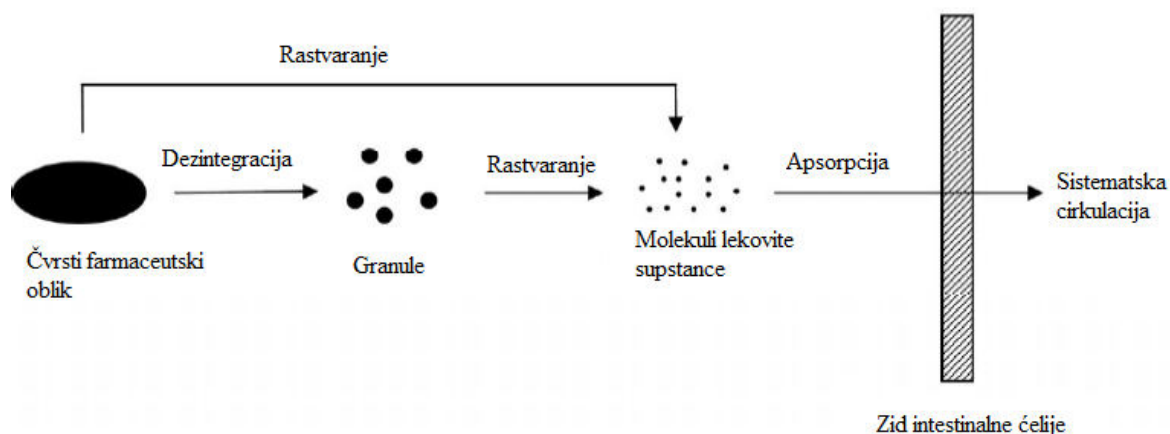 Rastvaranje
Dezintegracija
Rastvaranje
Apsorpcija
Sistematska
cirkulacija
Čvrsti farmaceutski
oblik
Granule
Molekuli lekovite
supstance
Zid intestinalne ćelije